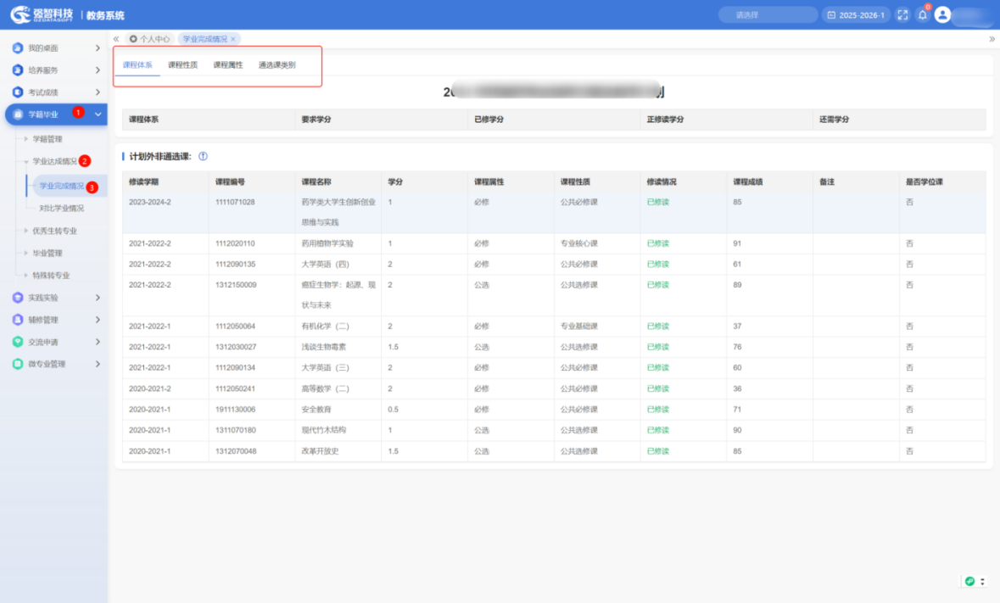 强智科技 | 教务系统
QZDATASOFT
请选择
2025-2026-1
0
我的桌面
培养服务
考试成绩
学籍毕业 1
学籍管理
学业达成情况 2
学业完成情况 3
对比学业情况
优秀生转专业
毕业管理
特殊转专业
实践实验
辅修管理
交流申请
微专业管理
个人中心 学业完成情况 ×
课程体系 课程性质 课程属性 通选课类别
20
课程体系 要求学分 已修学分 正修读学分 还需学分
计划外非通选课:
修读学期 课程编号 课程名称 学分 课程属性 课程性质 修读情况 课程成绩 备注 是否学位课
2023-2024-2 1111071028 药学类大学生创新创业 1 必修 公共必修课 已修读 85 否
思维与实践
2021-2022-2 1112020110 药用植物学实验 1 必修 专业核心课 已修读 91 否
2021-2022-2 1112090135 大学英语（四） 2 必修 公共必修课 已修读 61 否
2021-2022-2 1312150009 癌症生物学：起源、现 2 公选 公共选修课 已修读 89 否
状与未来
2021-2022-1 1112050064 有机化学（二） 2 必修 专业基础课 已修读 37 否
2021-2022-1 1312030027 浅谈生物毒素 1.5 公选 公共选修课 已修读 76 否
2021-2022-1 1112090134 大学英语（三） 2 必修 公共必修课 已修读 60 否
2020-2021-2 1112050241 高等数学（二） 2 必修 公共必修课 已修读 36 否
2020-2021-1 1911130006 安全教育 0.5 必修 公共必修课 已修读 71 否
2020-2021-1 1311070180 现代竹木结构 1 公选 公共选修课 已修读 90 否
2020-2021-1 1312070048 改革开放史 1.5 公选 公共选修课 已修读 85 否